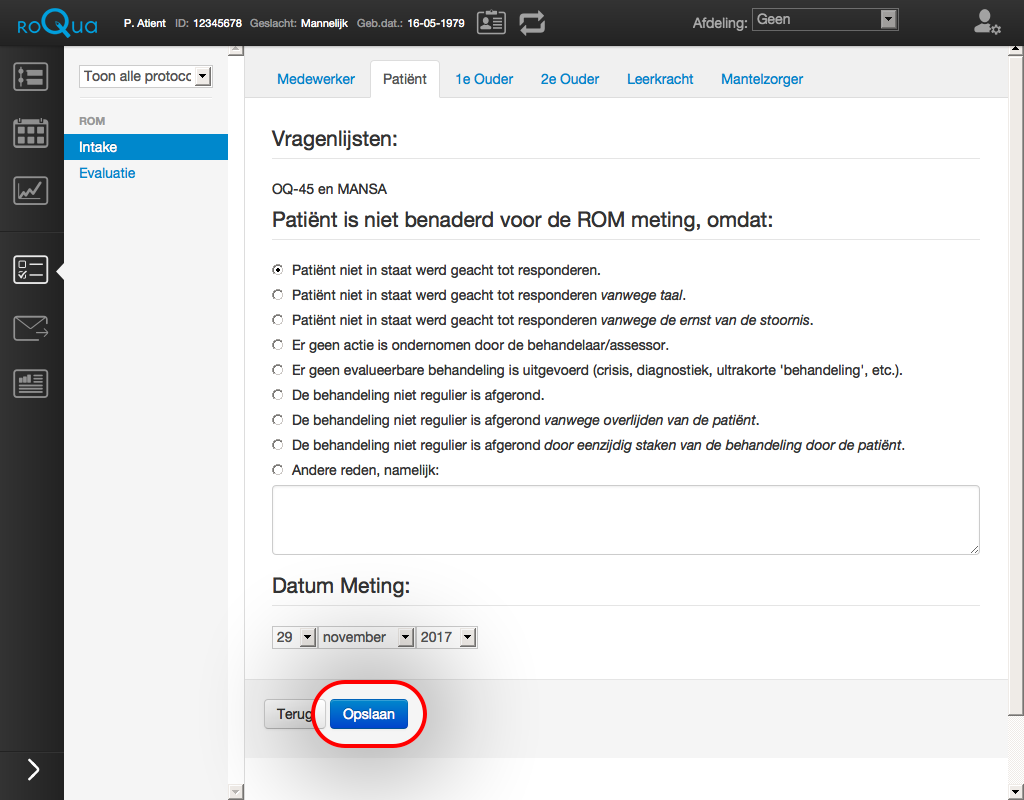 roQua P. Atient ID: 12345678 Geslacht: Mannelijk Geb.dat.: 16-05-1979 Afdeling: Geen
Toon alle protoco
ROM
Intake
Evaluatie
Medewerker Patiënt 1e Ouder 2e Ouder Leerkracht Mantelzorger
Vragenlijsten:
OQ-45 en MANSA
Patiënt is niet benaderd voor de ROM meting, omdat:
Patiënt niet in staat werd geacht tot responderen.
Patiënt niet in staat werd geacht tot responderen vanwege taal.
Patiënt niet in staat werd geacht tot responderen vanwege de ernst van de stoornis.
Er geen actie is ondernomen door de behandelaar/assessor.
Er geen evalueerbare behandeling is uitgevoerd (crisis, diagnostiek, ultrakorte 'behandeling', etc.).
De behandeling niet regulier is afgerond.
De behandeling niet regulier is afgerond vanwege overlijden van de patiënt.
De behandeling niet regulier is afgerond door eenzijdig staken van de behandeling door de patiënt.
Andere reden, namelijk:
Datum Meting:
29 november 2017
Terug Opslaan